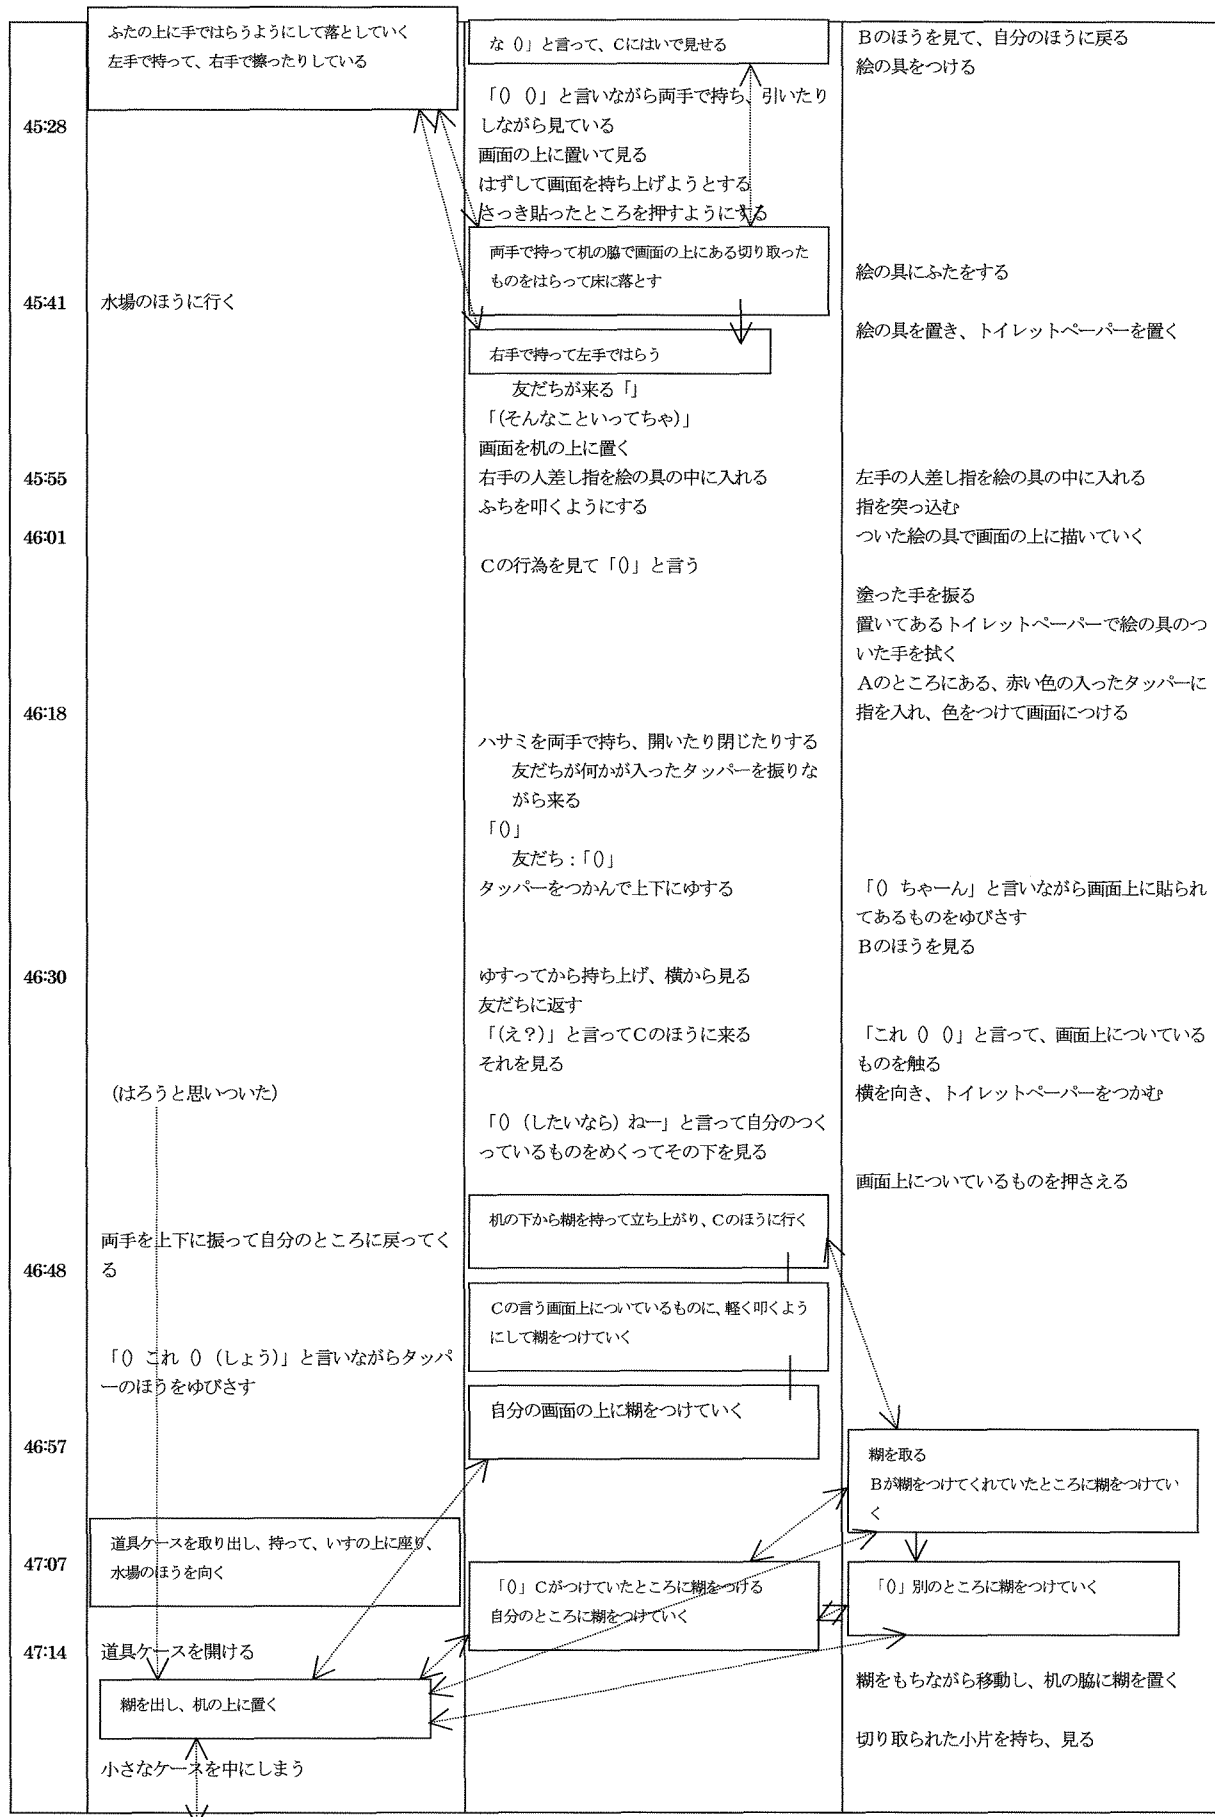 ふたの上に手ではらうようにして落としていく
左手で持って、右手で擦ったりしている
な ()」と言って、Cにはいで見せる
Bのほうを見て、自分のほうに戻る
絵の具をつける
「() ()」と言いながら両手で持ち、引いたり
45:28
しながら見ている
画面の上に置いて見る
はずして画面を持ち上げようとする
さっき貼ったところを押すようにする
両手で持って机の脇で画面の上にある切り取った
ものをはらって床に落とす
絵の具にふたをする
45:41
水場のほうに行く
絵の具を置き、トイレットペーパーを置く
右手で持って左手ではらう
友だちが来る「」
「(そんなこといってちゃ)」
画面を机の上に置く
45:55
右手の人差し指を絵の具の中に入れる
左手の人差し指を絵の具の中に入れる
ふちを叩くようにする
指を突っ込む
46:01
ついた絵の具で画面の上に描いていく
Cの行為を見て「()」と言う
塗った手を振る
置いてあるトイレットペーパーで絵の具のつ
いた手を拭く
Aのところにある、赤い色の入ったタッパーに
46:18
指を入れ、色をつけて画面につける
ハサミを両手で持ち、開いたり閉じたりする
友だちが何かが入ったタッパーを振りな
がら来る
「()」
友だち:「()」
タッパーをつかんで上下にゆする
「() ちゃーん」と言いながら画面上に貼られ
てあるものをゆびさす
Bのほうを見る
46:30
ゆすってから持ち上げ、横から見る
友だちに返す
「(え?)」と言ってCのほうに来る
「これ () ()」と言って、画面上についている
それを見る
ものを触る
(はろうと思いついた)
横を向き、トイレットペーパーをつかむ
「() (したいなら) ねー」と言って自分のつく
っているものをめくってその下を見る
画面上についているものを押さえる
机の下から糊を持って立ち上がり、Cのほうに行く
両手を上下に振って自分のところに戻ってく
46:48
る
Cの言う画面上についているものに、軽く叩くよう
にして糊をつけていく
「() これ () (しょう)」と言いながらタッパ
ーのほうをゆびさす
自分の画面の上に糊をつけていく
46:57
糊を取る
Bが糊をつけてくれていたところに糊をつけてい
く
道具ケースを取り出し、持って、いすの上に座り、
47:07
水場のほうを向く
「()」Cがつけていたところに糊をつける
自分のところに糊をつけていく
「()」別のところに糊をつけていく
47:14
道具ケースを開ける
糊をもちながら移動し、机の脇に糊を置く
糊を出し、机の上に置く
切り取られた小片を持ち、見る
小さなケースを中にしまう